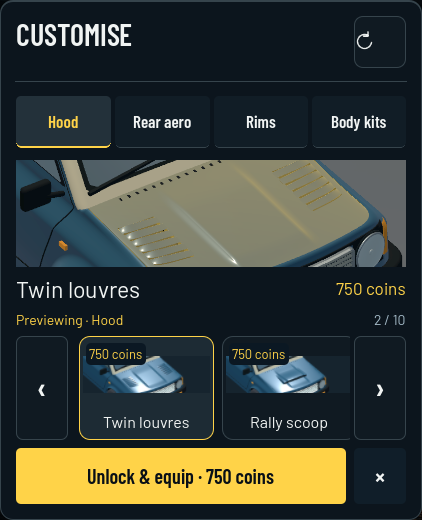 CUSTOMISE
Hood
Rear aero
Rims
Body kits
Twin louvres
750 coins
Previewing · Hood
2 / 10
750 coins
750 coins
‹
Twin louvres
Rally scoop
›
Unlock & equip · 750 coins
×